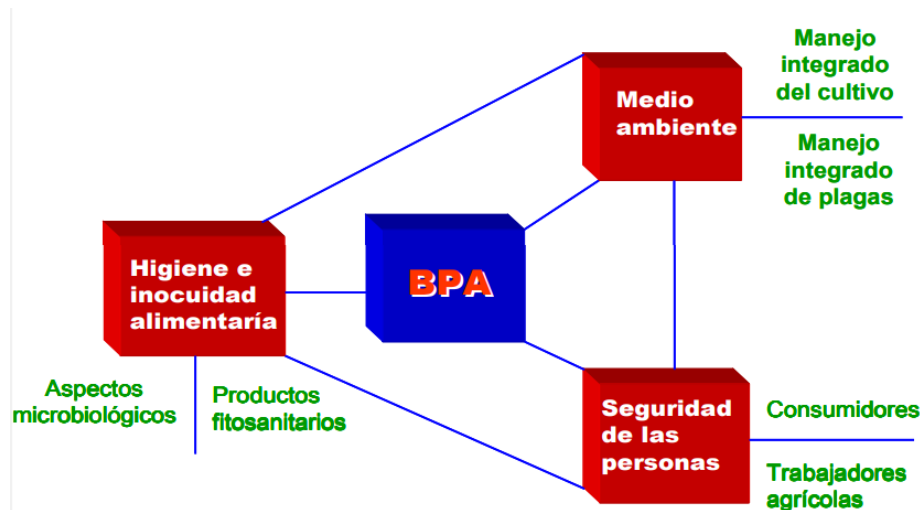 Manejo
integrado
del cultivo
Medio
ambiente
Manejo
integrado
de plagas
Higiene e
inocuidad
alimentaría
BPA
Aspectos
microbiológicos
Productos
fitosanitarios
Seguridad
de las
personas
Consumidores
Trabajadores
agrícolas